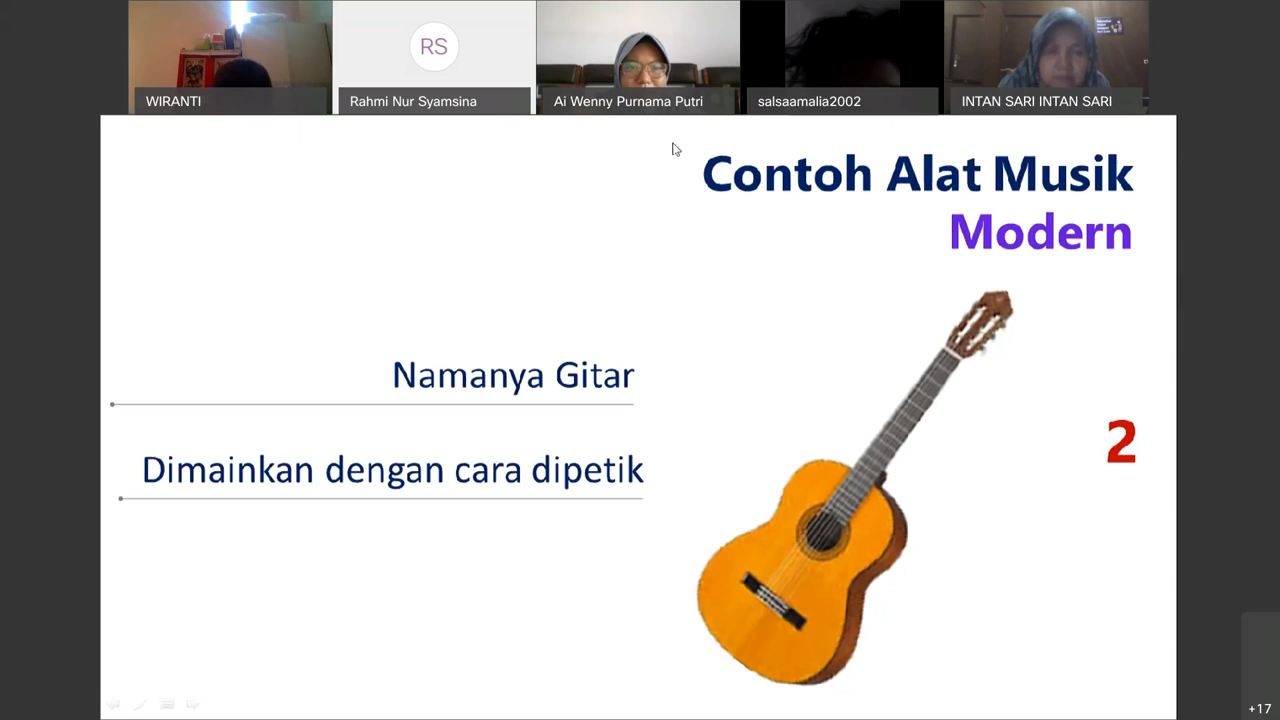 WIRANTI
RS
Rahmi Nur Syamsina
Ai Wenny Purnama Putri
salsaamalia2002
INTAN SARI INTAN SARI
Contoh Alat Musik
Modern
Namanya Gitar
Dimainkan dengan cara dipetik
2
+17